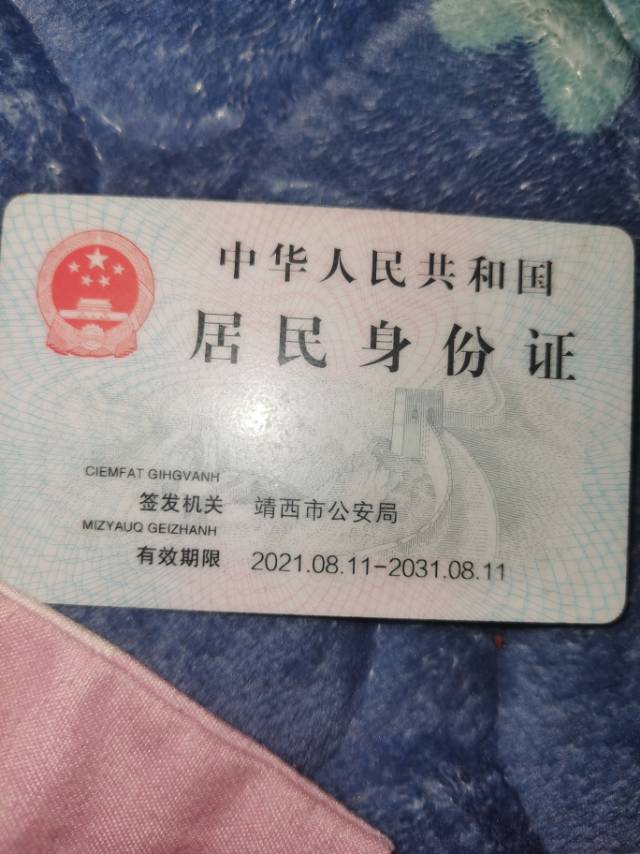 中华人民共和国
居民身份证
CIEMFAT GIHGVANH
签发机关 靖西市公安局
MIZYAUQ GEIZHANH
有效期限 2021.08.11-2031.08.11